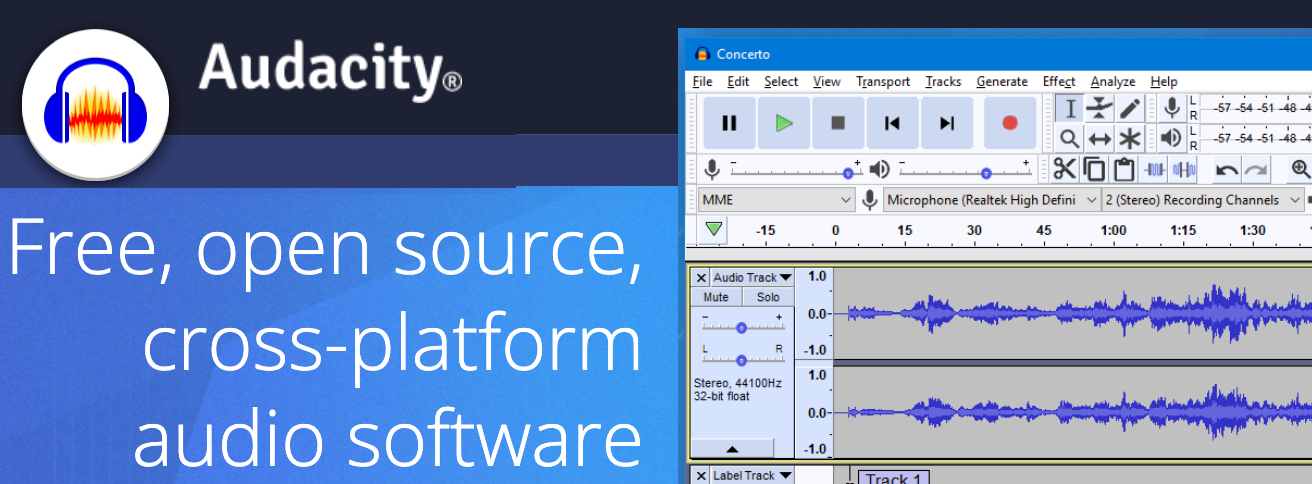 Audacity®
Free, open source,
cross-platform
audio software
Concerto
File Edit Select View Transport Tracks Generate Effect Analyze Help
L
R
-57 -54 -51 -48
L
R
-57 -54 -51 -48
- +
- +
MME
Microphone (Realtek High Defini
2 (Stereo) Recording Channels
-15 0 15 30 45 1:00 1:15 1:30
X Audio Track
Mute Solo
- +
L R
Stereo, 44100Hz
32-bit float
1.0
0.0
-1.0
1.0
0.0
-1.0
X Label Track
Track 1